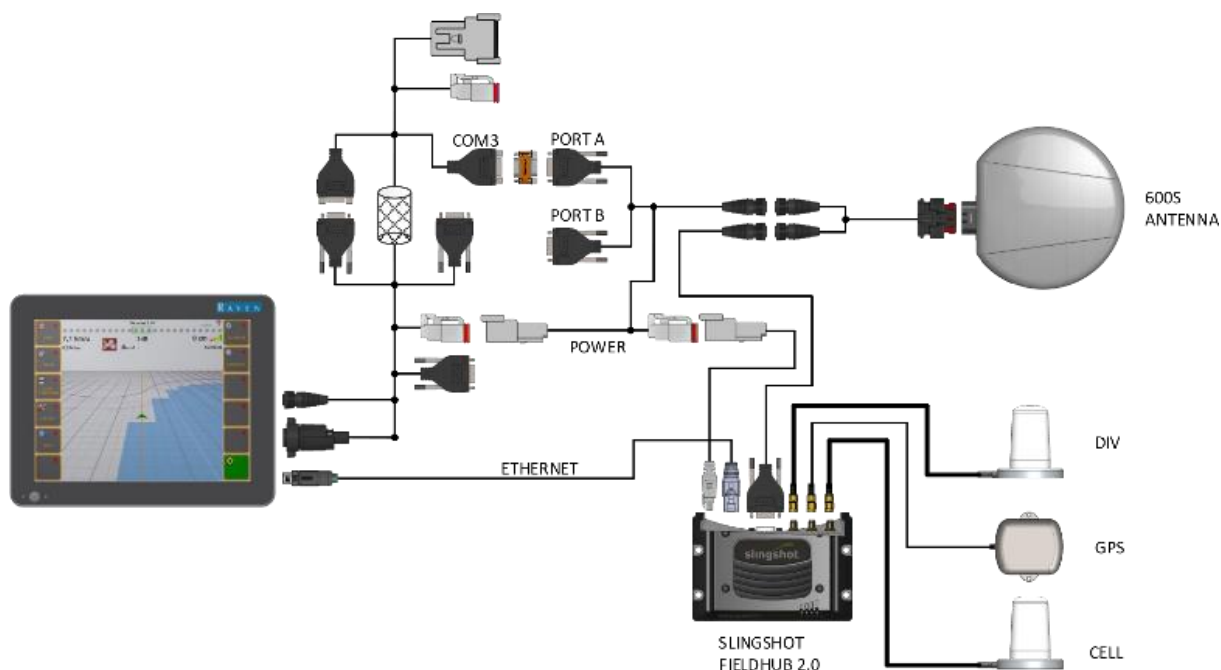 COM3
PORT A
PORT B
600S
ANTENNA
RAVEN
POWER
ETHERNET
slingshot
DIV
GPS
CELL
SLINGSHOT
FIELDHUB 2.0